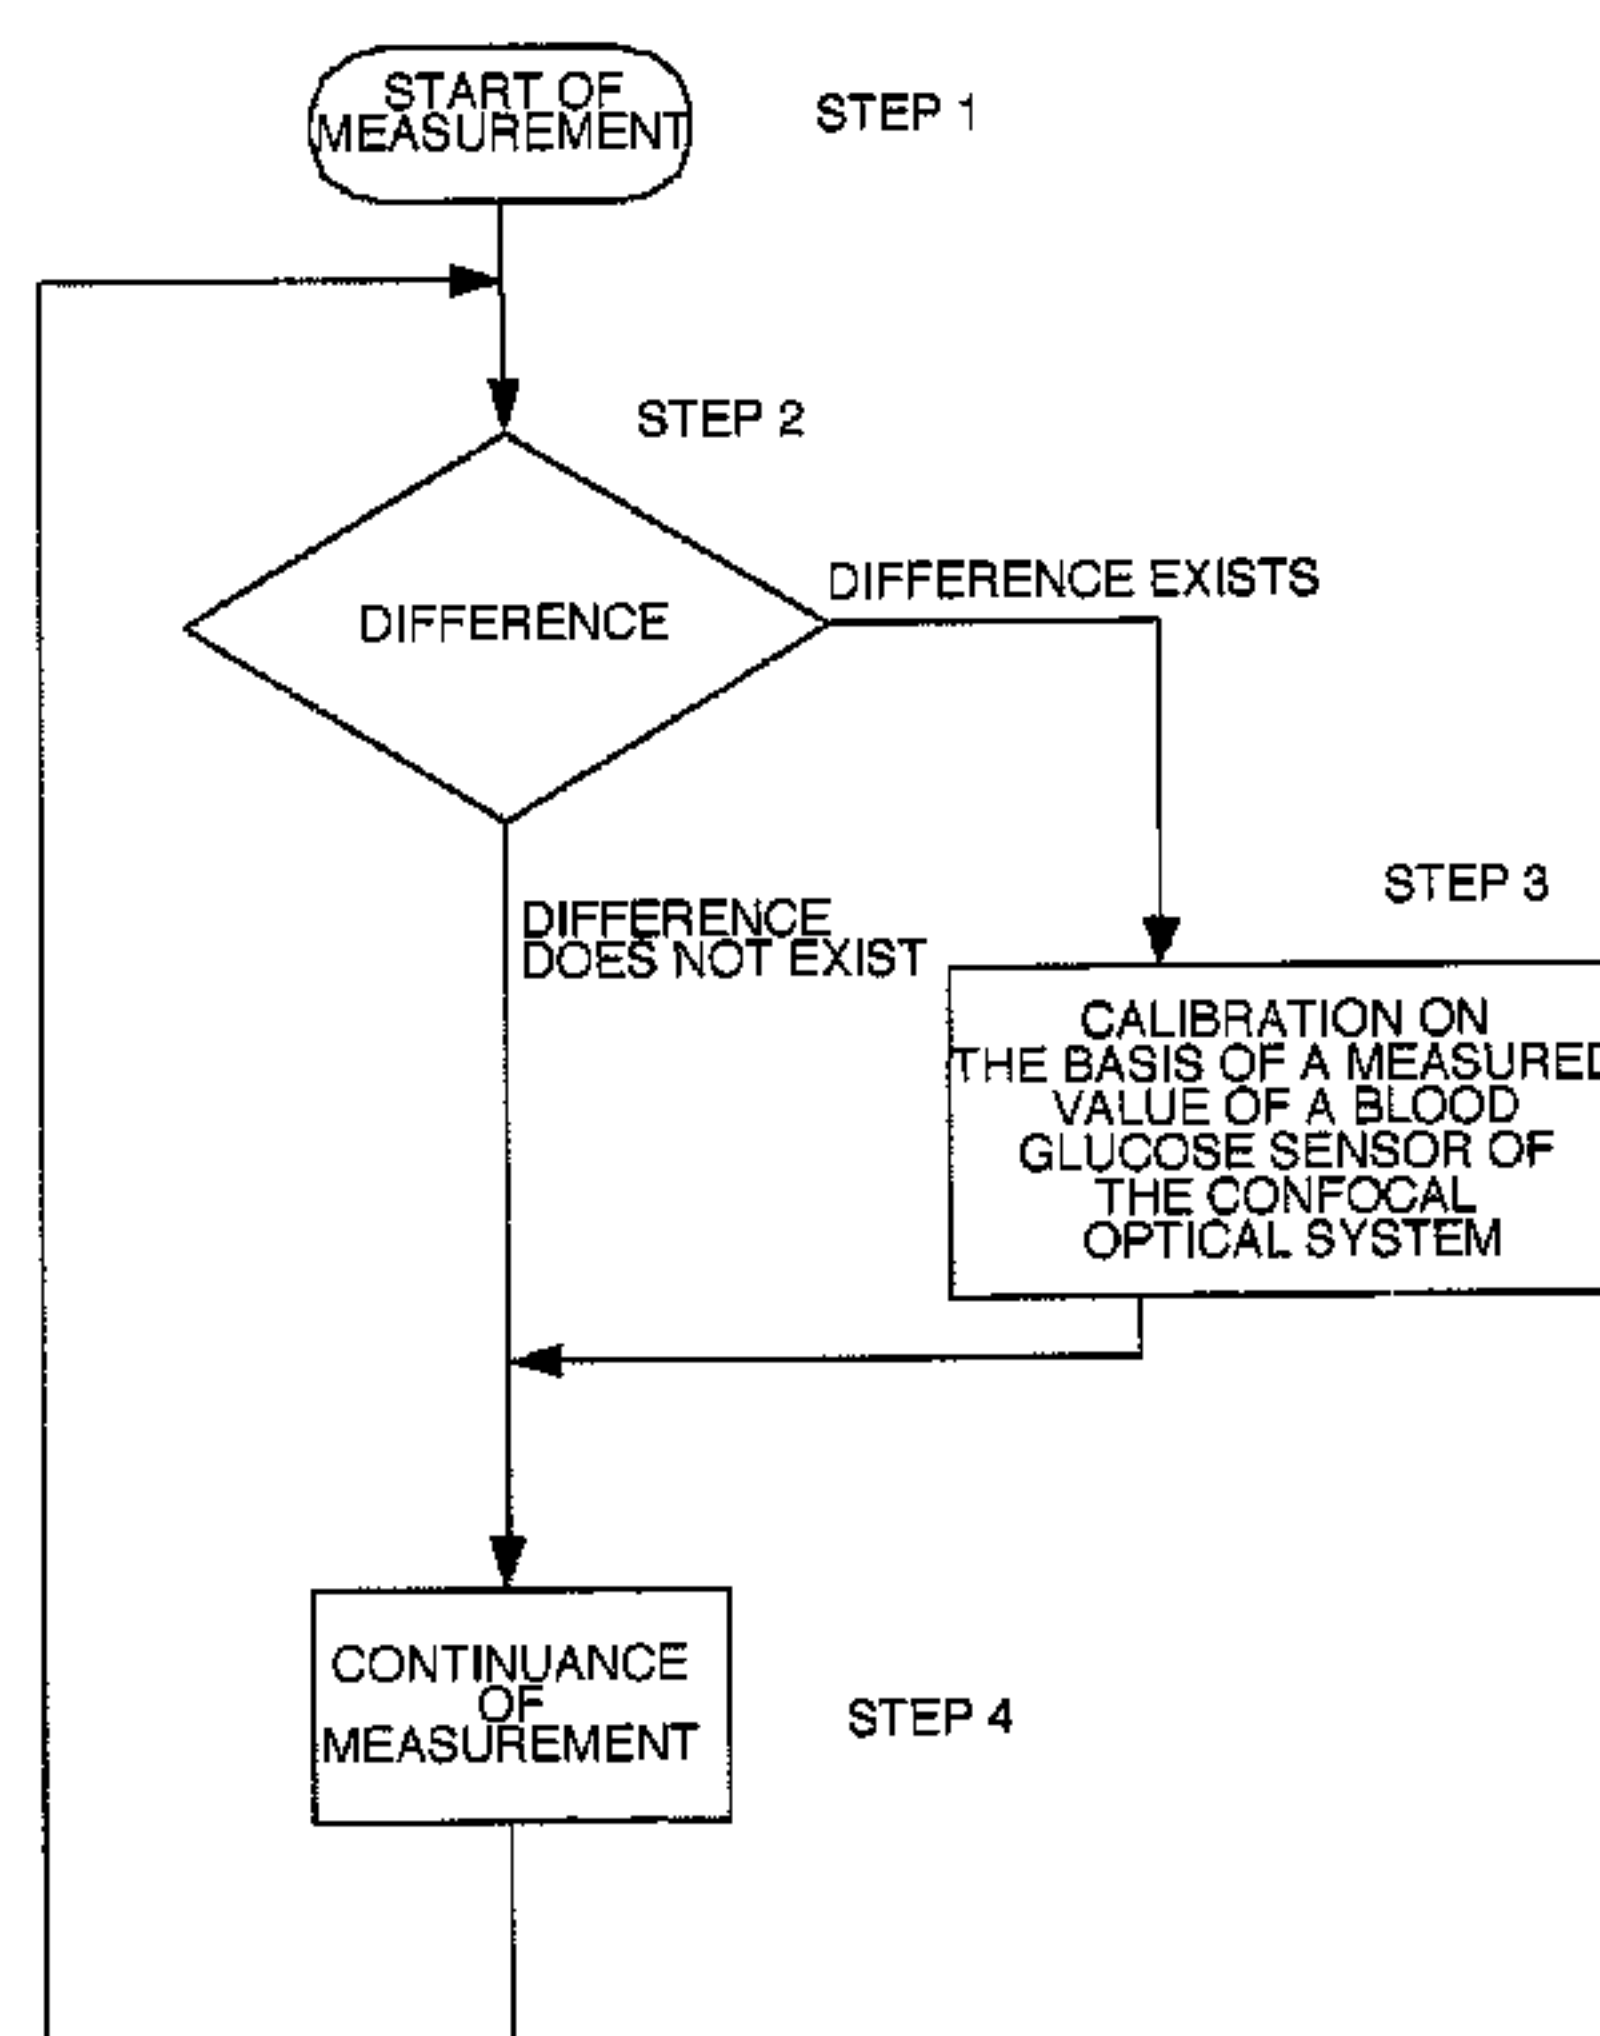 START OF
MEASUREMENT
STEP 1
STEP 2
DIFFERENCE EXISTS
DIFFERENCE
STEP 3
DIFFERENCE
DOES NOT EXIST
CALIBRATION ON
THE BASIS OF A MEASURED
VALUE OF A BLOOD
GLUCOSE SENSOR OF
THE CONFOCAL
OPTICAL SYSTEM
CONTINUANCE
OF
MEASUREMENT
STEP 4